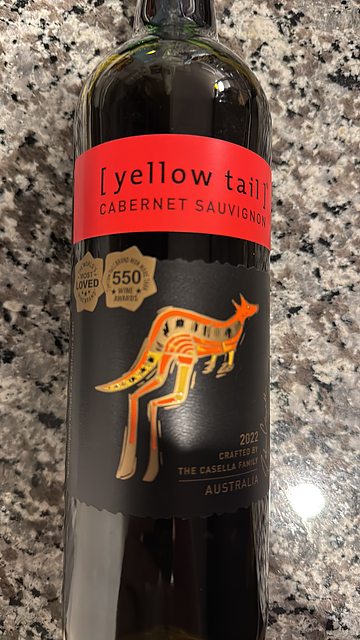 [ yellow tail ]
CABERNET SAUVIGNON
MOST
LOVED
550
WINE
AWARDS
2022
CRAFTED BY
THE CASELLA FAMILY
AUSTRALIA